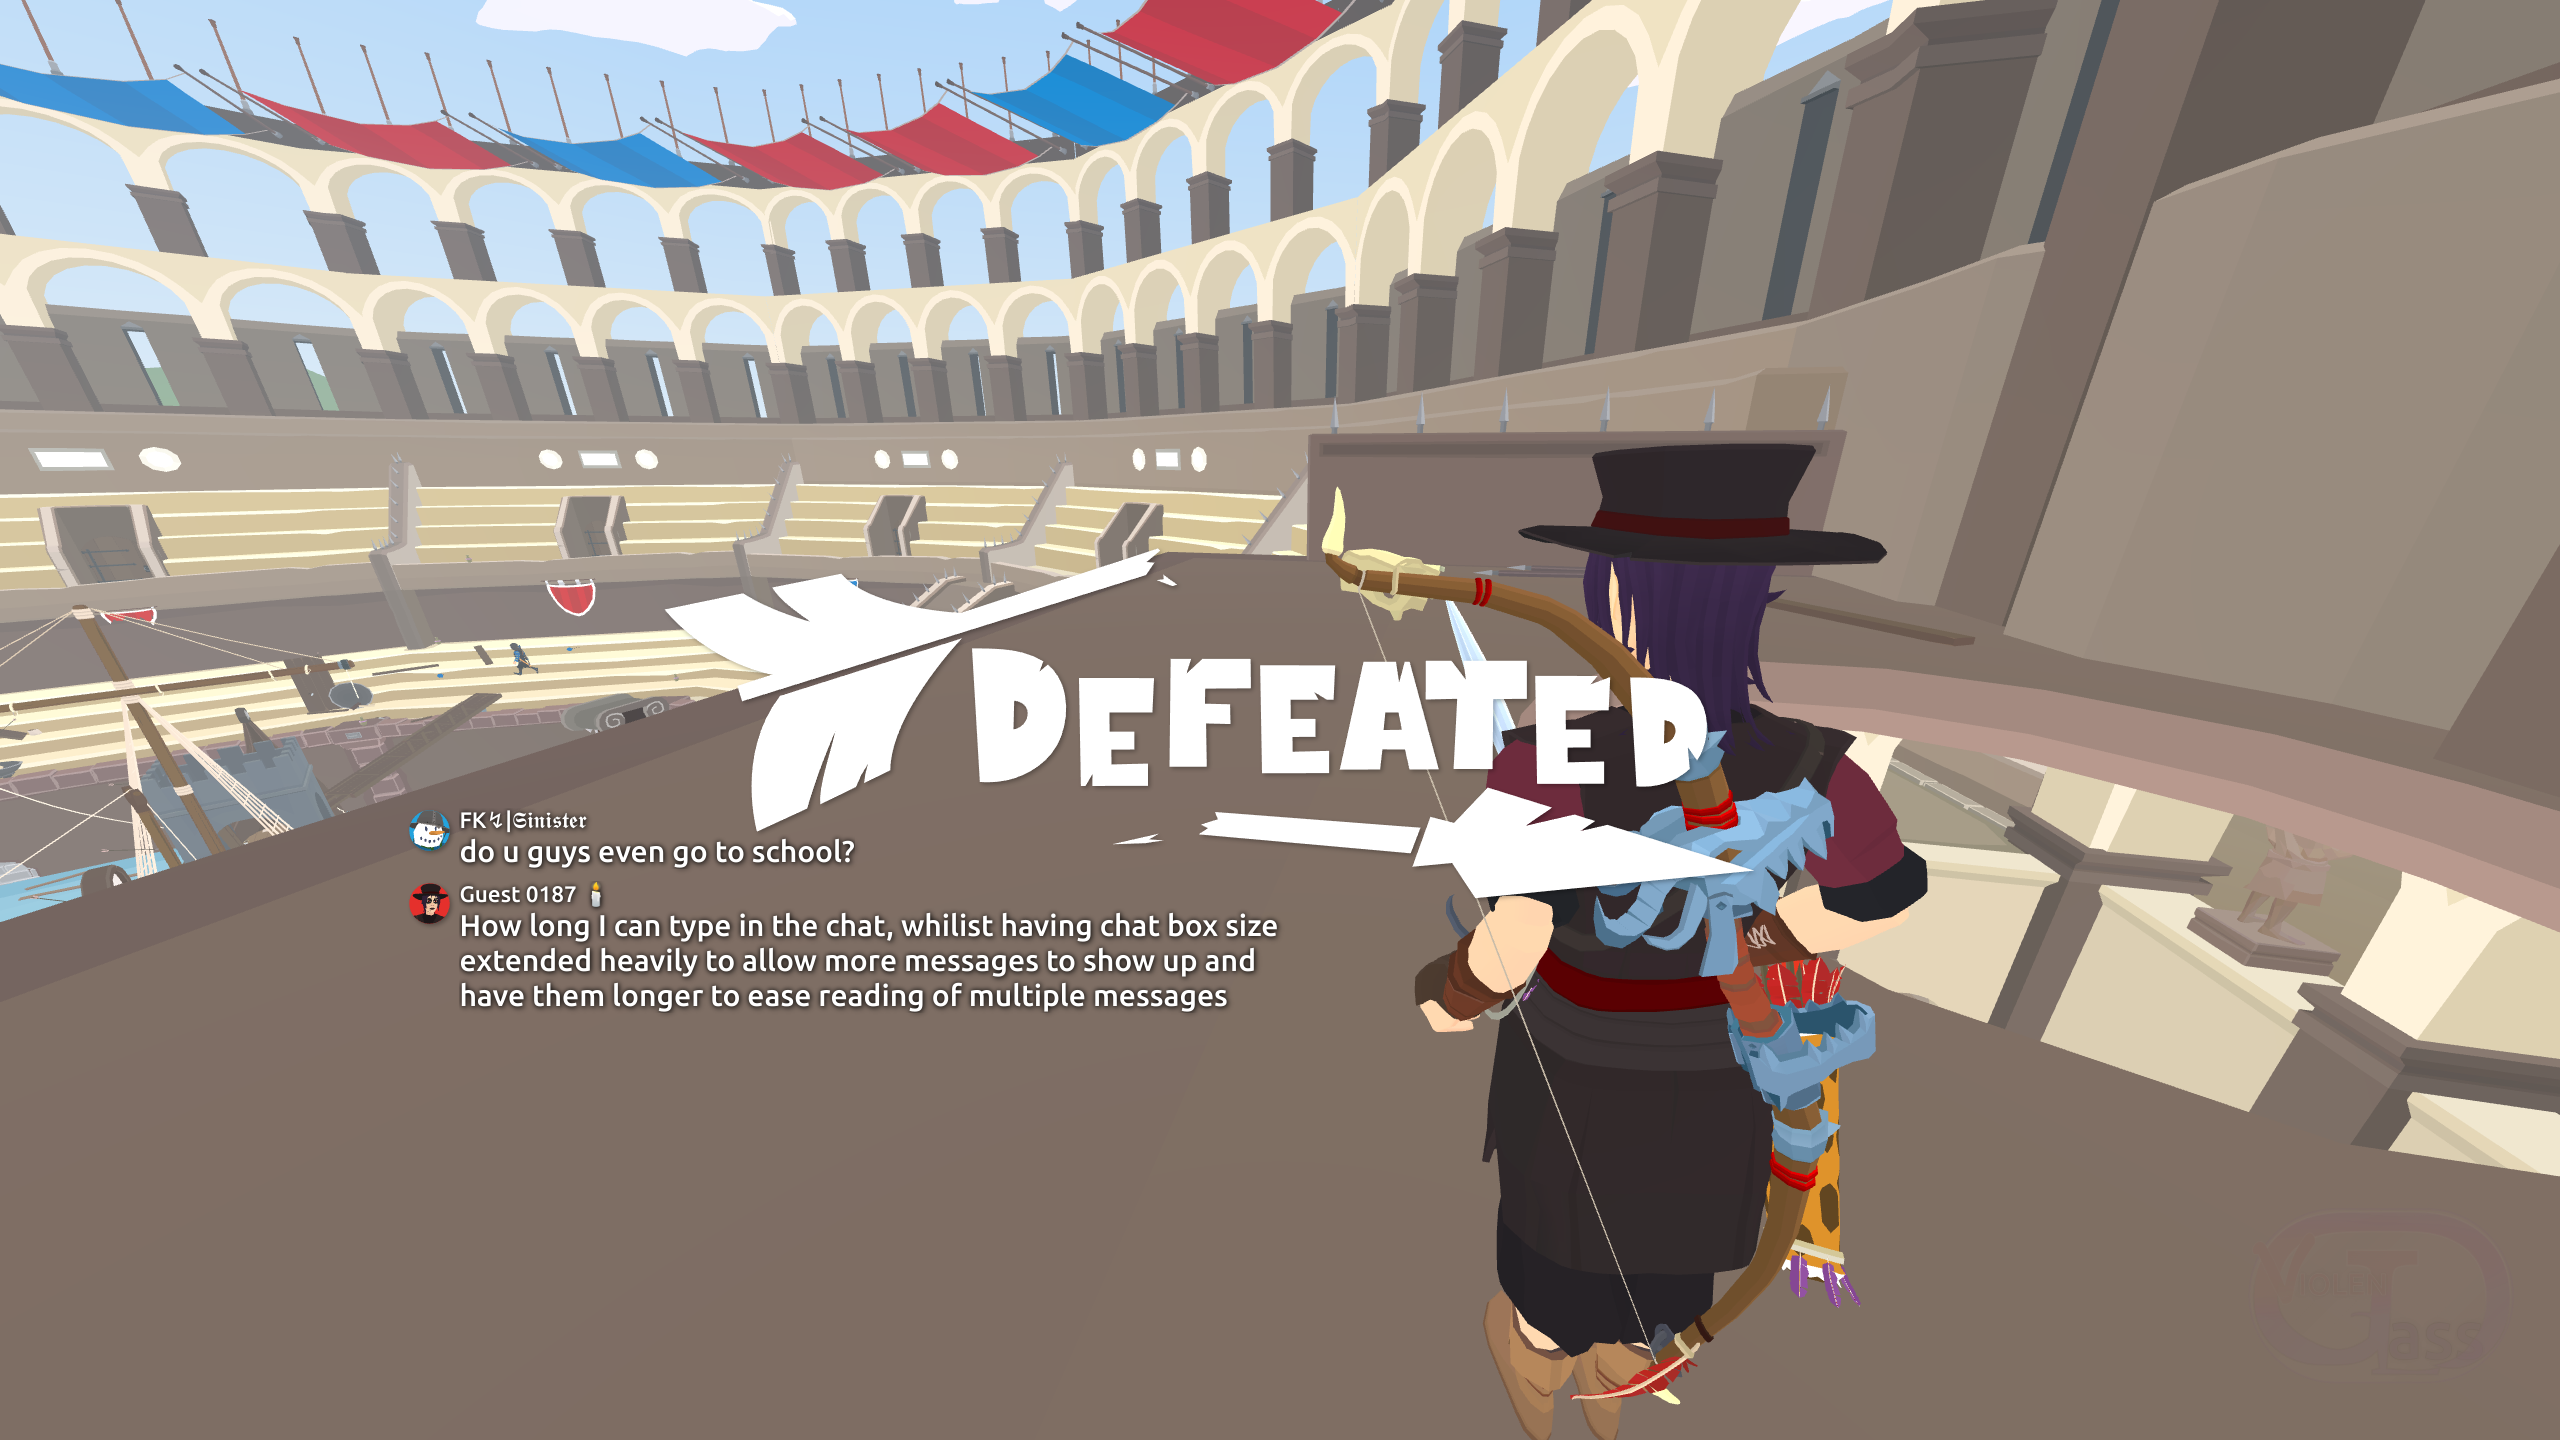 DEFEATED
FK↯|𝕾𝖎𝖓𝖎𝖘𝖙𝖊𝖗
do u guys even go to school?
Guest 0187
How long I can type in the chat, whilist having chat box size
extended heavily to allow more messages to show up and
have them longer to ease reading of multiple messages
ass